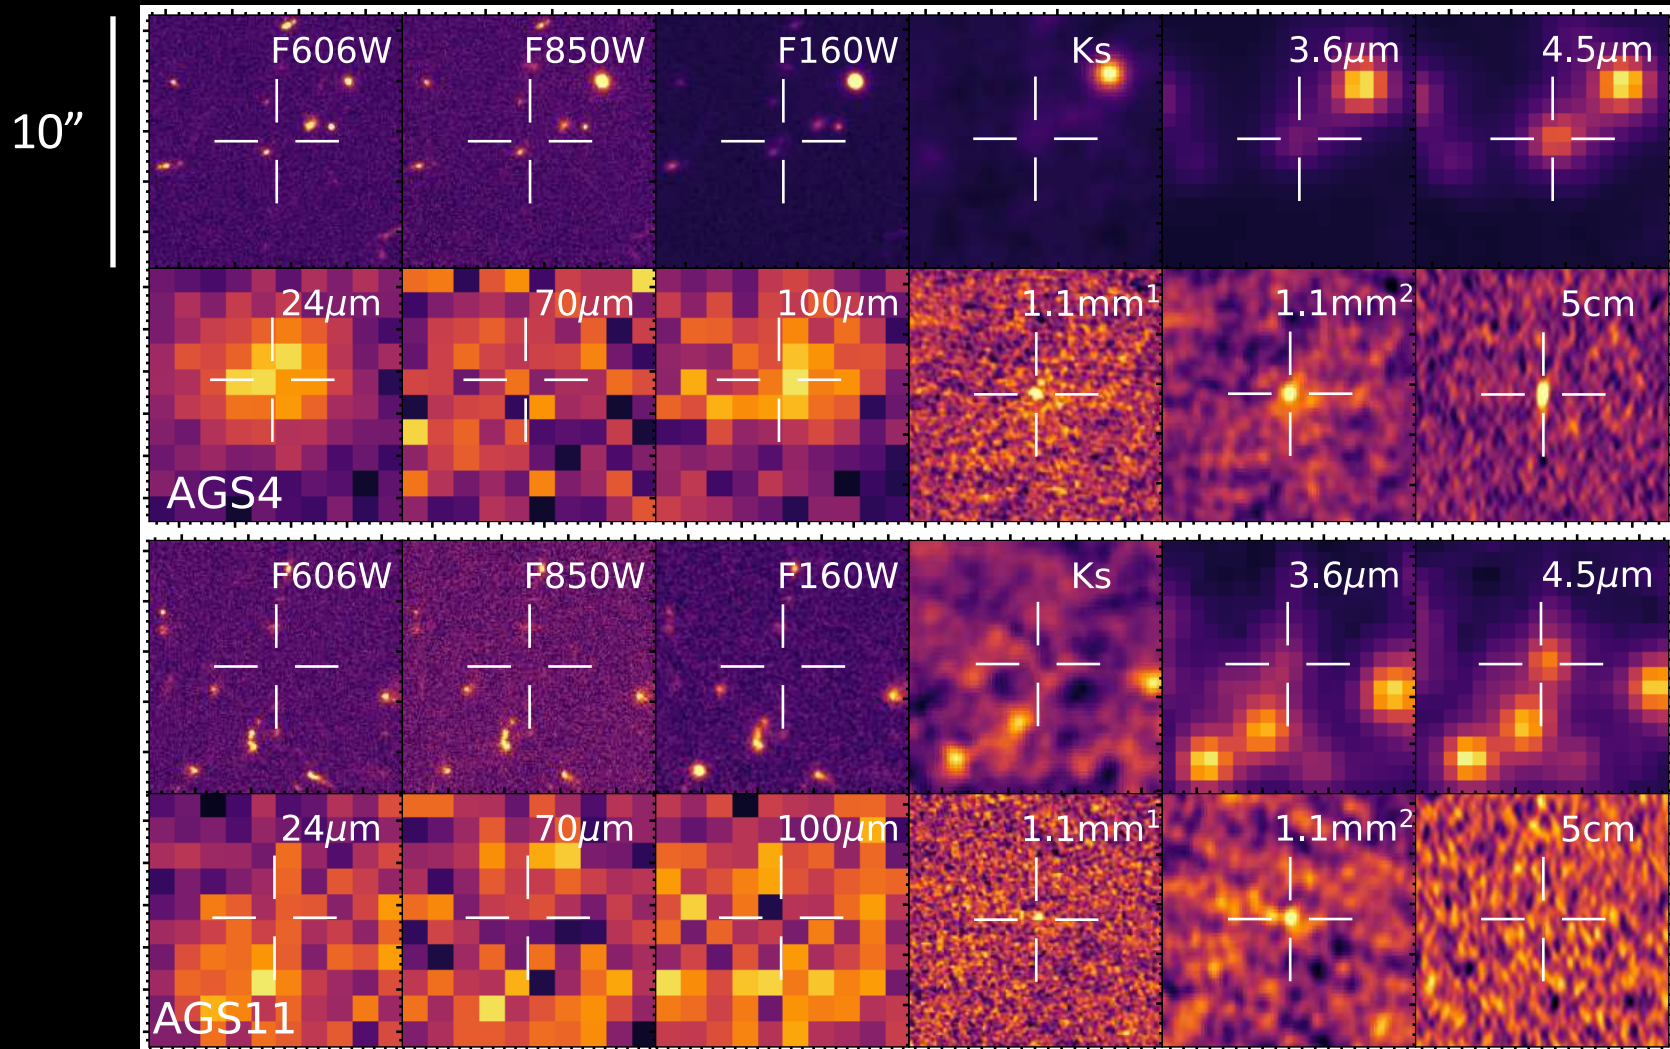 F606W F850W F160W Ks 3.6μm 4.5μm
10”
24μm 70μm 100μm 1.1mm¹ 1.1mm² 5cm
AGS4
F606W F850W F160W Ks 3.6μm 4.5μm
24μm 70μm 100μm 1.1mm¹ 1.1mm² 5cm
AGS11